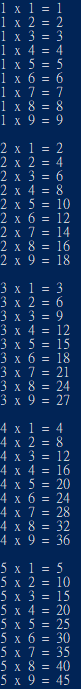 1 x 1 = 1
1 x 2 = 2
1 x 3 = 3
1 x 4 = 4
1 x 5 = 5
1 x 6 = 6
1 x 7 = 7
1 x 8 = 8
1 x 9 = 9

2 x 1 = 2
2 x 2 = 4
2 x 3 = 6
2 x 4 = 8
2 x 5 = 10
2 x 6 = 12
2 x 7 = 14
2 x 8 = 16
2 x 9 = 18

3 x 1 = 3
3 x 2 = 6
3 x 3 = 9
3 x 4 = 12
3 x 5 = 15
3 x 6 = 18
3 x 7 = 21
3 x 8 = 24
3 x 9 = 27

4 x 1 = 4
4 x 2 = 8
4 x 3 = 12
4 x 4 = 16
4 x 5 = 20
4 x 6 = 24
4 x 7 = 28
4 x 8 = 32
4 x 9 = 36

5 x 1 = 5
5 x 2 = 10
5 x 3 = 15
5 x 4 = 20
5 x 5 = 25
5 x 6 = 30
5 x 7 = 35
5 x 8 = 40
5 x 9 = 45